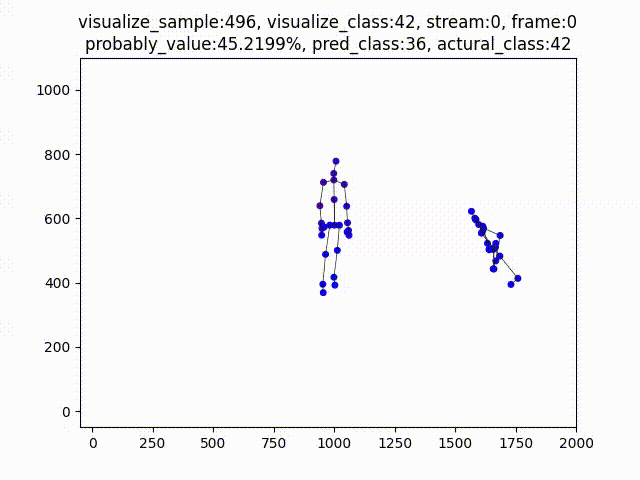 visualize_sample:496, visualize_class:42, stream:0, frame:0
probably_value:45.2199%, pred_class:36, actural_class:42
1000
800
600
400
200
0
0 250 500 750 1000 1250 1500 1750 2000